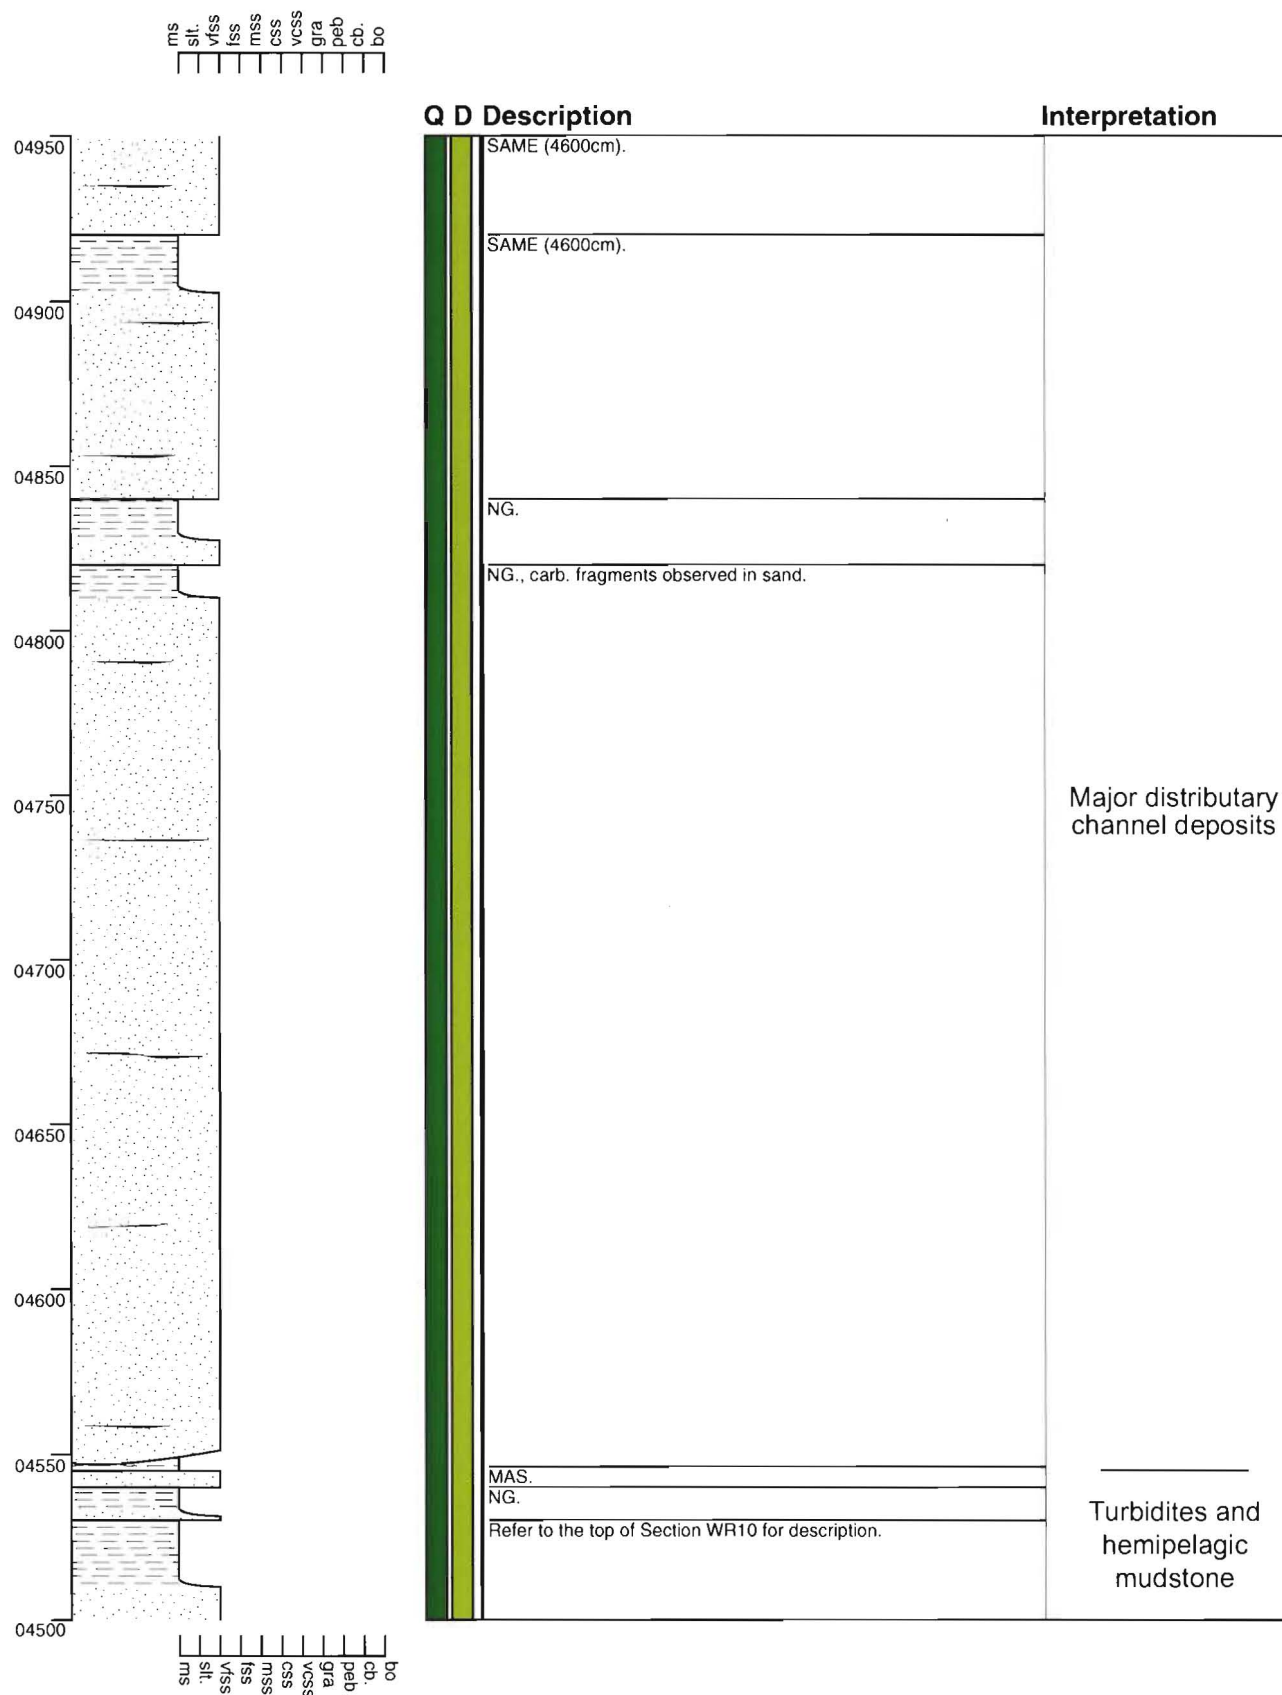 ms slt. vfss fss mss css vcss gra peb cb. bo
Q D Description Interpretation
04950
SAME (4600cm).
SAME (4600cm).
04900
04850
NG.
NG., carb. fragments observed in sand.
04800
04750
Major distributary
channel deposits
04700
04650
04600
04550
MAS.
NG.
Turbidites and
hemipelagic
mudstone
Refer to the top of Section WR10 for description.
04500
ms slt. vfss fss mss css vcss gra peb cb. bo